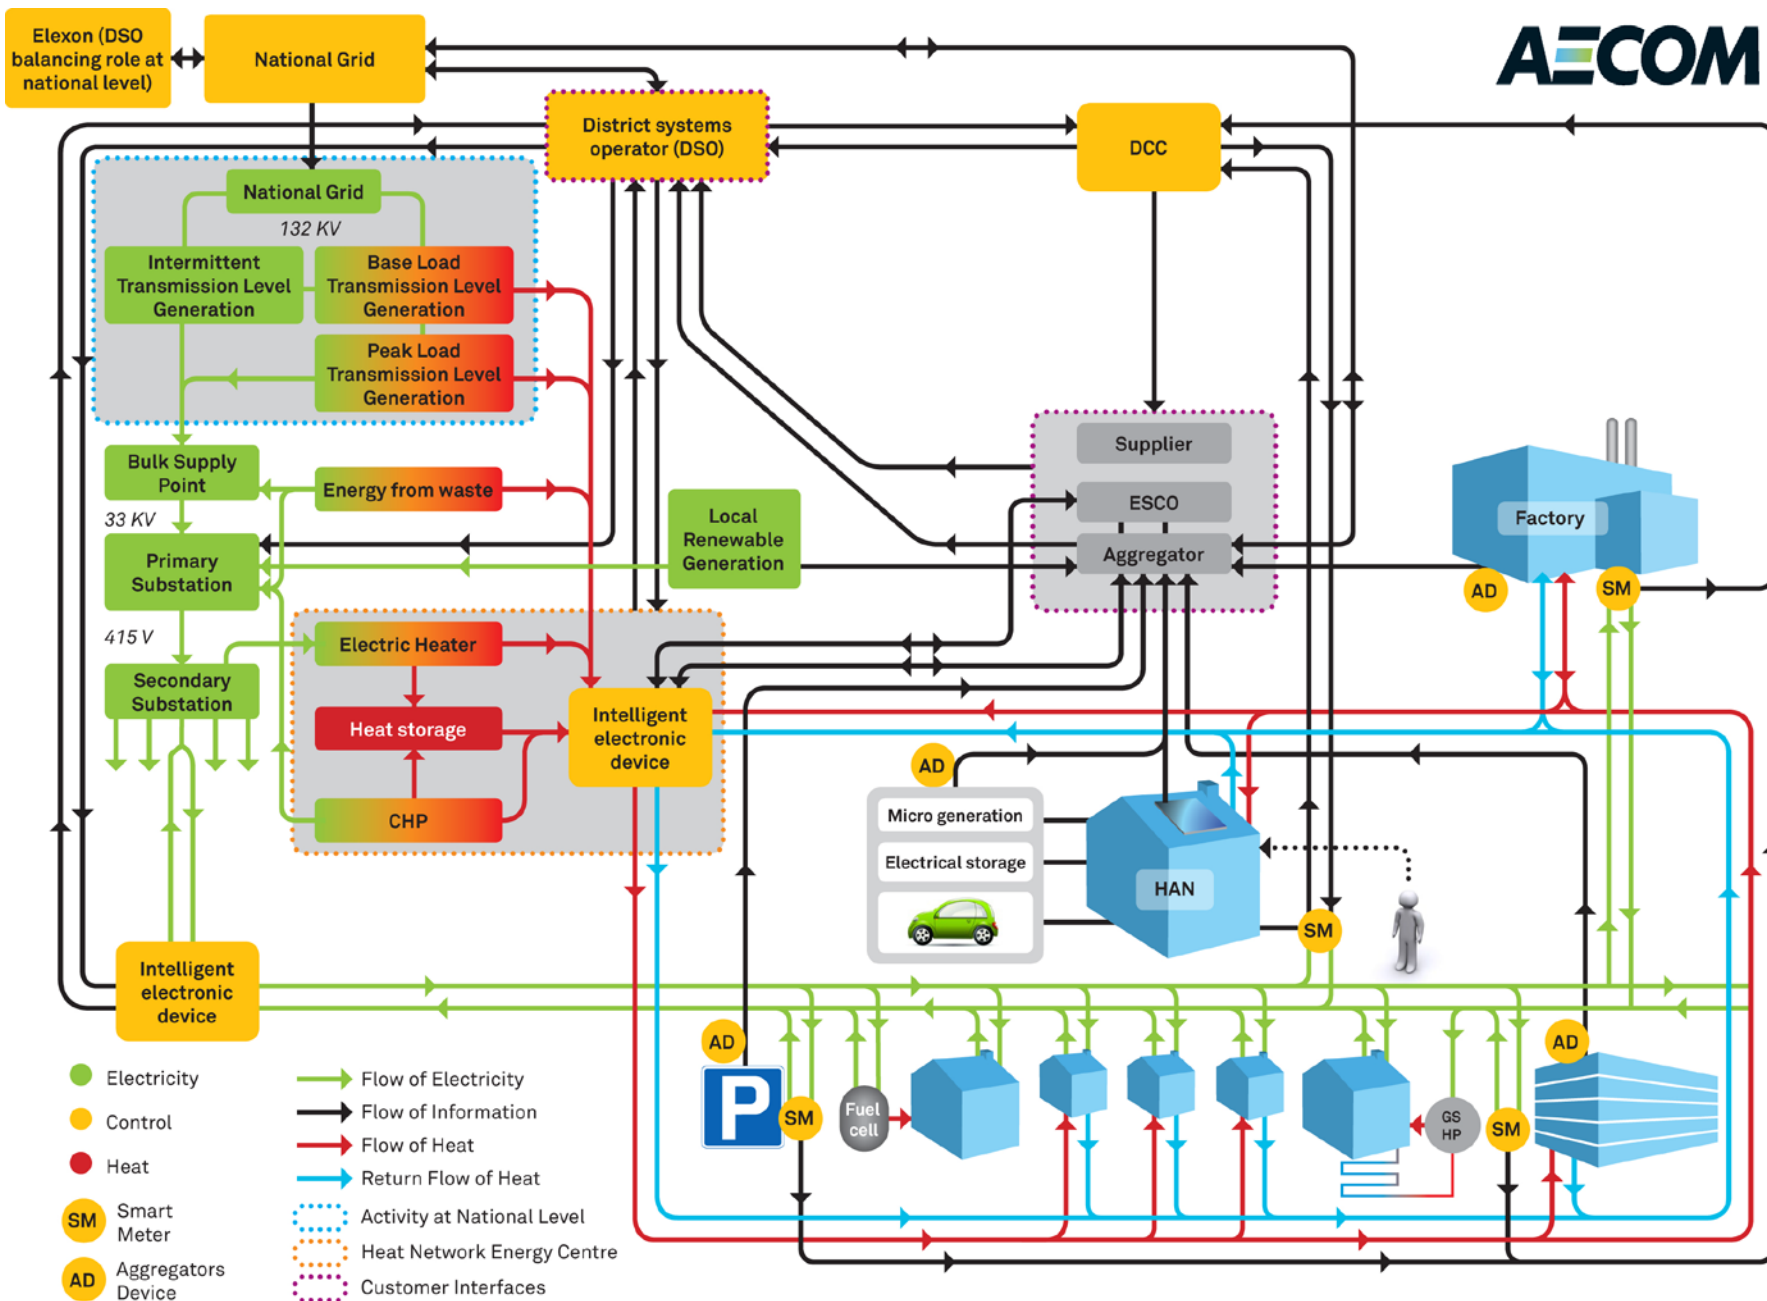 Elexon (DSO
balancing role at
national level)
National Grid
AECOM
District systems
operator (DSO)
DCC
National Grid
132 KV
Intermittent
Transmission Level
Generation
Base Load
Transmission Level
Generation
Peak Load
Transmission Level
Generation
Supplier
Bulk Supply
Point
Energy from waste
ESCO
Local
Renewable
Generation
Factory
33 KV
Primary
Substation
Aggregator
AD
SM
415 V
Electric Heater
Secondary
Substation
Heat storage
Intelligent
electronic
device
AD
CHP
Micro generation
Electrical storage
HAN
SM
Intelligent
electronic
device
AD
AD
P
SM
Fuel
cell
GS
HP
SM
Electricity
Control
Heat
SM
Smart
Meter
AD
Aggregators
Device
Flow of Electricity
Flow of Information
Flow of Heat
Return Flow of Heat
Activity at National Level
Heat Network Energy Centre
Customer Interfaces